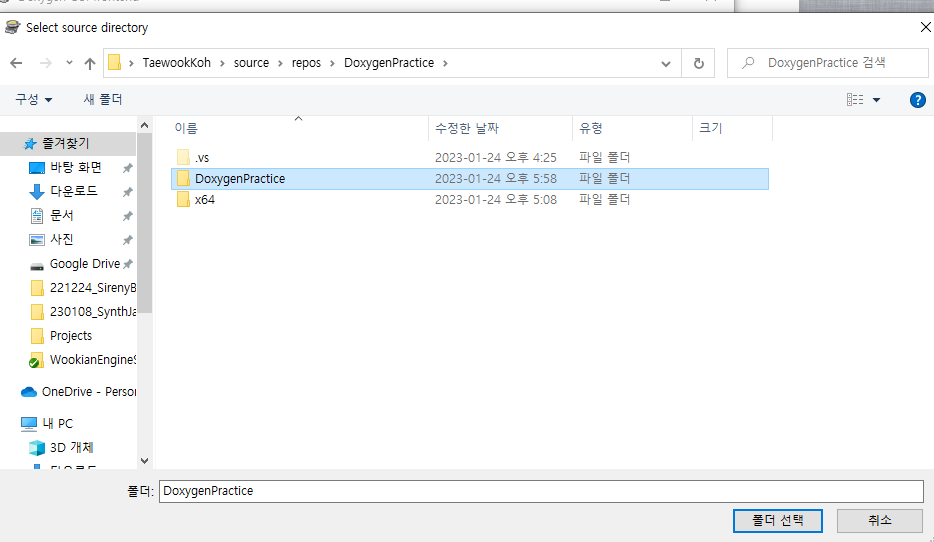 Select source directory
TaewookKoh
source
repos
DoxygenPractice
DoxygenPractice 검색
구성
새 폴더
이름
수정한 날짜
유형
크기
즐겨찾기
바탕 화면
다운로드
문서
사진
Google Drive
221224_SirenyB
230108_SynthJa
Projects
WookianEngineS
OneDrive - Person
내 PC
3D 개체
.vs 2023-01-24 오후 4:25 파일 폴더
DoxygenPractice 2023-01-24 오후 5:58 파일 폴더
x64 2023-01-24 오후 5:08 파일 폴더
폴더: DoxygenPractice
폴더 선택
취소